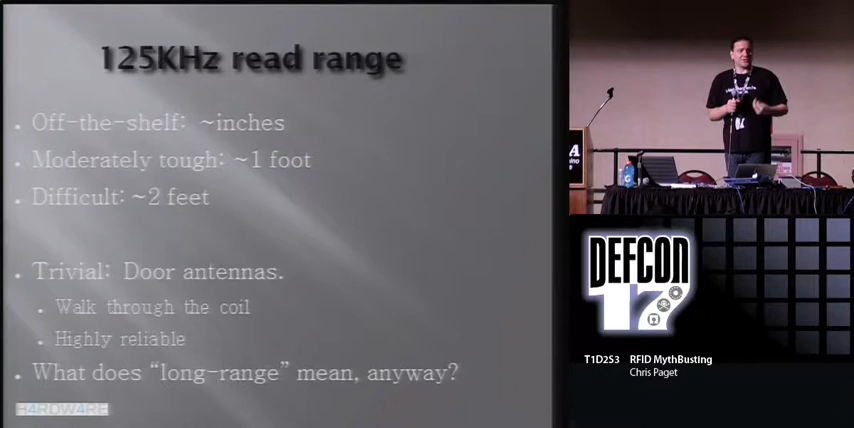 125KHz read range
Off-the-shelf: ~inches
Moderately tough: ~1 foot
Difficult: ~2 feet
Trivial: Door antennas.
Walk through the coil
Highly reliable
What does “long-range” mean, anyway?
H4RDW4RE
DEFCON
17
T1D2S3 RFID MythBusting
Chris Paget